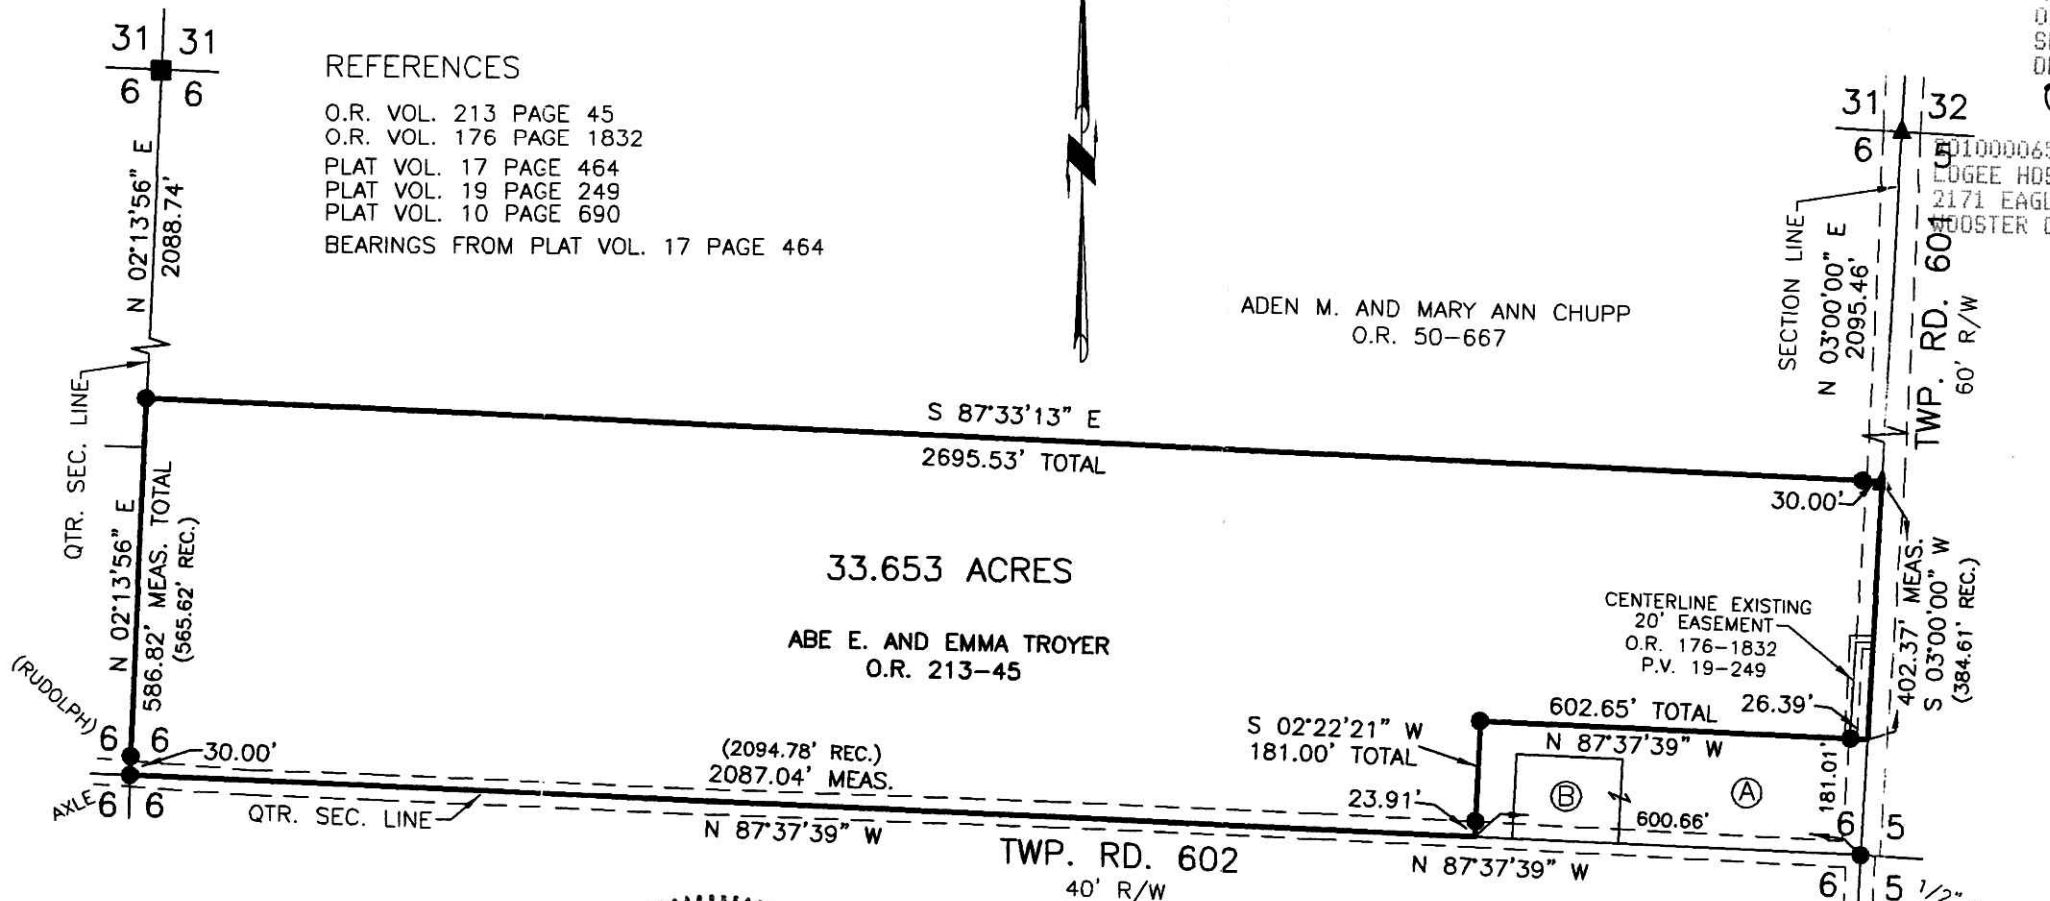 31 31
6 6
REFERENCES
O.R. VOL. 213 PAGE 45
O.R. VOL. 176 PAGE 1832
PLAT VOL. 17 PAGE 464
PLAT VOL. 19 PAGE 249
PLAT VOL. 10 PAGE 690
BEARINGS FROM PLAT VOL. 17 PAGE 464
N 02°13'56" E
2088.74'
QTR. SEC. LINE
ADEN M. AND MARY ANN CHUPP
O.R. 50-667
31 32
6 5
2171 EAGL
WOOSTER O
SECTION LINE
N 03°00'00" E
2095.46'
TWP. RD. 601
60' R/W
S 87°33'13" E
2695.53' TOTAL
30.00'
N 02°13'56" E
586.82' MEAS. TOTAL
(565.62' REC.)
33.653 ACRES
ABE E. AND EMMA TROYER
O.R. 213-45
CENTERLINE EXISTING
20' EASEMENT
O.R. 176-1832
P.V. 19-249
402.37' MEAS.
S 03°00'00" W
(384.61' REC.)
602.65' TOTAL
26.39'
N 87°37'39" W
S 02°22'21" W
181.00' TOTAL
(RUDOLPH)
6 6
30.00'
AXLE
6 6
QTR. SEC. LINE
(2094.78' REC.)
2087.04' MEAS.
N 87°37'39" W
23.91'
B
A
600.66'
181.01'
6 5
TWP. RD. 602
40' R/W
N 87°37'39" W
6 5
1/2"